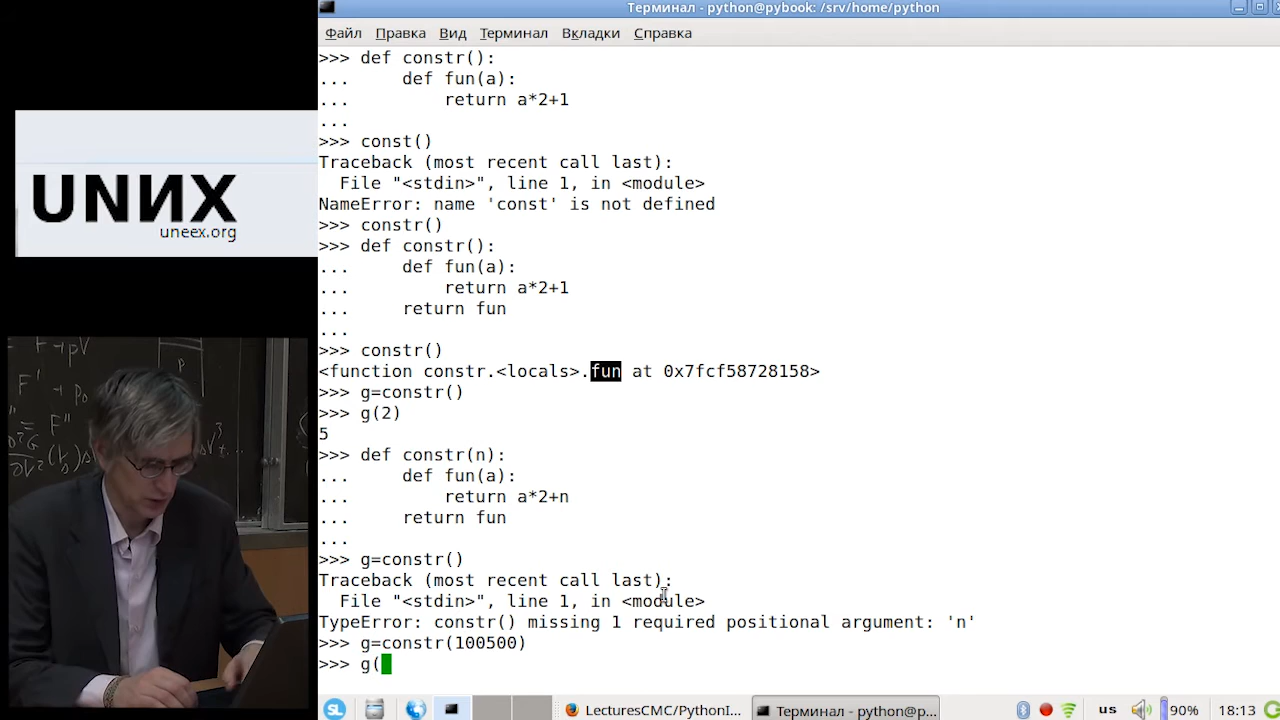 Терминал - python@pybook: /srv/home/python
Файл Правка Вид Терминал Вкладки Справка
>>> def constr():
...     def fun(a):
...         return a*2+1
...
>>> const()
Traceback (most recent call last):
  File "<stdin>", line 1, in <module>
NameError: name 'const' is not defined
>>> constr()
>>> def constr():
...     def fun(a):
...         return a*2+1
...     return fun
...
>>> constr()
<function constr.<locals>.fun at 0x7fcf58728158>
>>> g=constr()
>>> g(2)
5
>>> def constr(n):
...     def fun(a):
...         return a*2+n
...     return fun
...
>>> g=constr()
Traceback (most recent call last):
  File "<stdin>", line 1, in <module>
TypeError: constr() missing 1 required positional argument: 'n'
>>> g=constr(100500)
>>> g(
UNИX
uneex.org
SL
LecturesCMC/PythonI...
Терминал - python@p...
us
90%
18:13